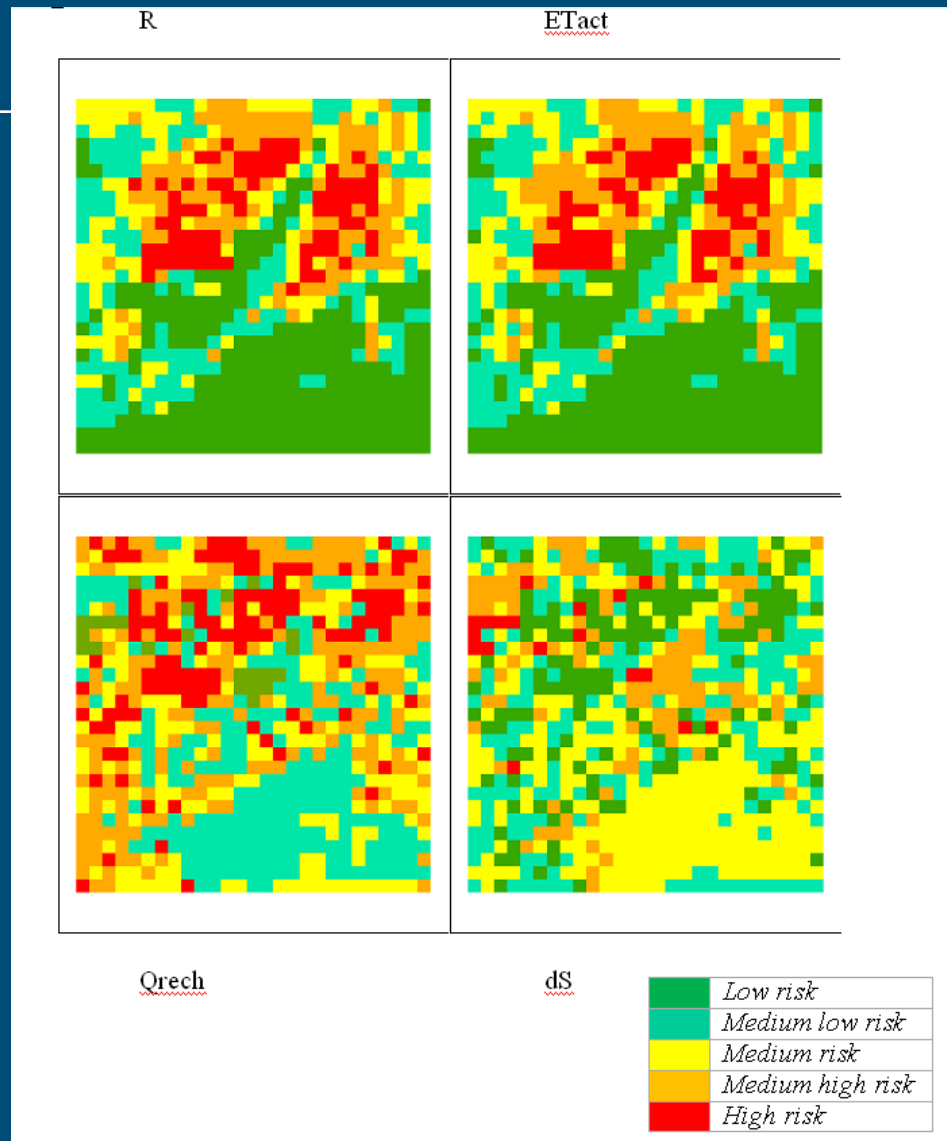 R
ETact
Qrech
dS
Low risk
Medium low risk
Medium risk
Medium high risk
High risk